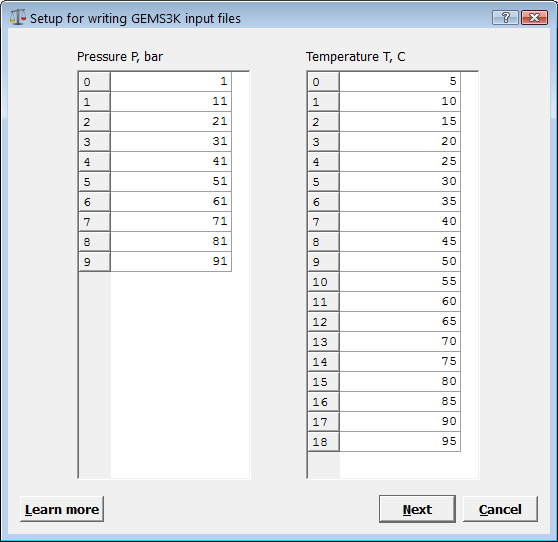 Setup for writing GEMS3K input files
Pressure P, bar Temperature T, C
0 1 0 5
1 11 1 10
2 21 2 15
3 31 3 20
4 41 4 25
5 51 5 30
6 61 6 35
7 71 7 40
8 81 8 45
9 91 9 50
10 55
11 60
12 65
13 70
14 75
15 80
16 85
17 90
18 95
Learn more Next Cancel